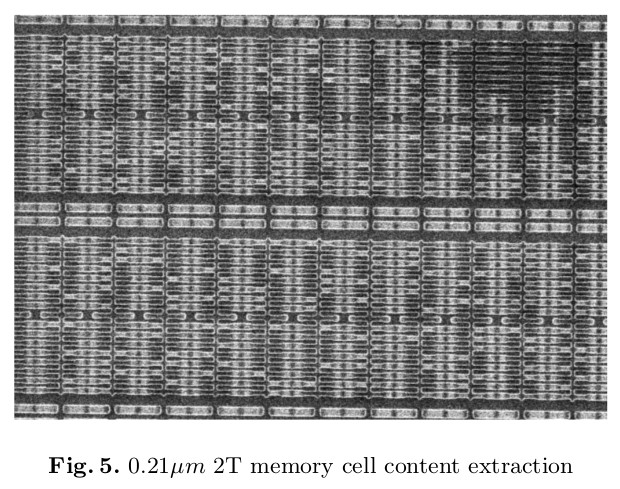 Fig. 5. 0.21μm 2T memory cell content extraction